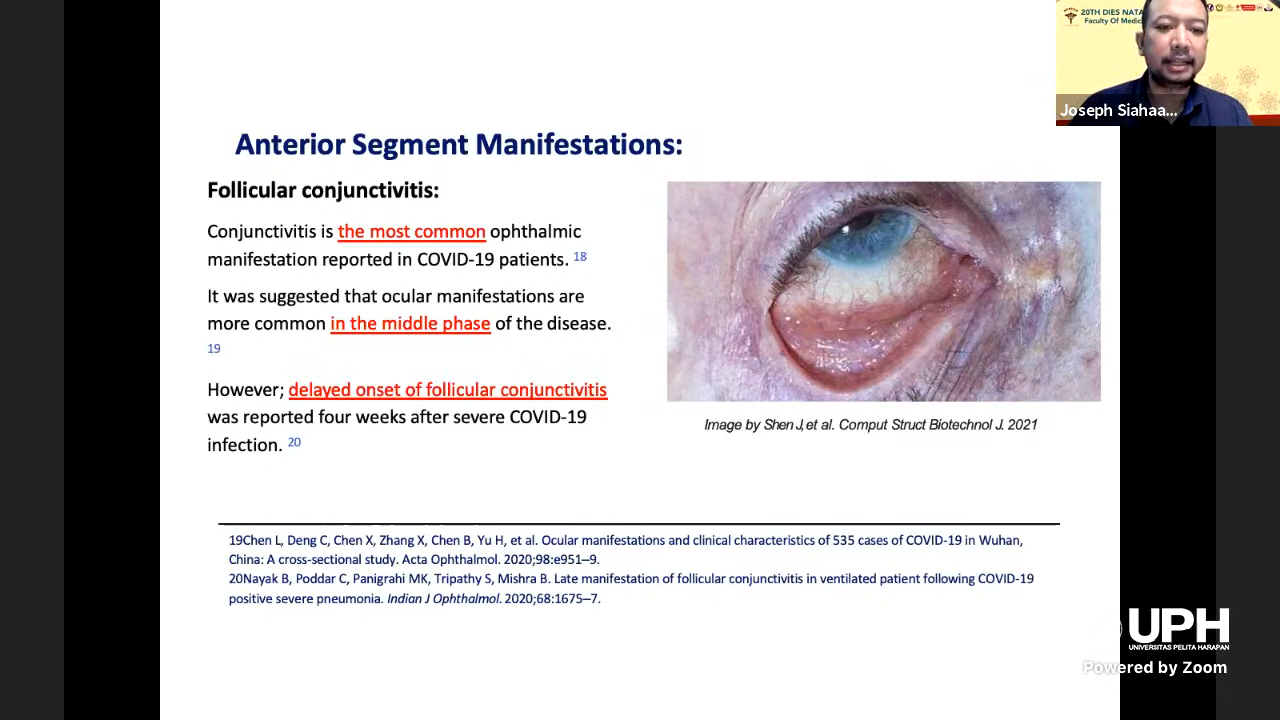 20TH DIES NATA
Faculty Of Medici
Joseph Siahaa...
Anterior Segment Manifestations:
Follicular conjunctivitis:
Conjunctivitis is the most common ophthalmic
manifestation reported in COVID-19 patients. 18
It was suggested that ocular manifestations are
more common in the middle phase of the disease.
19
However; delayed onset of follicular conjunctivitis
was reported four weeks after severe COVID-19
infection. 20
Image by Shen J, et al. Comput Struct Biotechnol J. 2021
19Chen L, Deng C, Chen X, Zhang X, Chen B, Yu H, et al. Ocular manifestations and clinical characteristics of 535 cases of COVID-19 in Wuhan,
China: A cross-sectional study. Acta Ophthalmol. 2020;98:e951–9.
20Nayak B, Poddar C, Panigrahi MK, Tripathy S, Mishra B. Late manifestation of follicular conjunctivitis in ventilated patient following COVID-19
positive severe pneumonia. Indian J Ophthalmol. 2020;68:1675–7.
UPH
UNIVERSITAS PELITA HARAPAN
Powered by Zoom